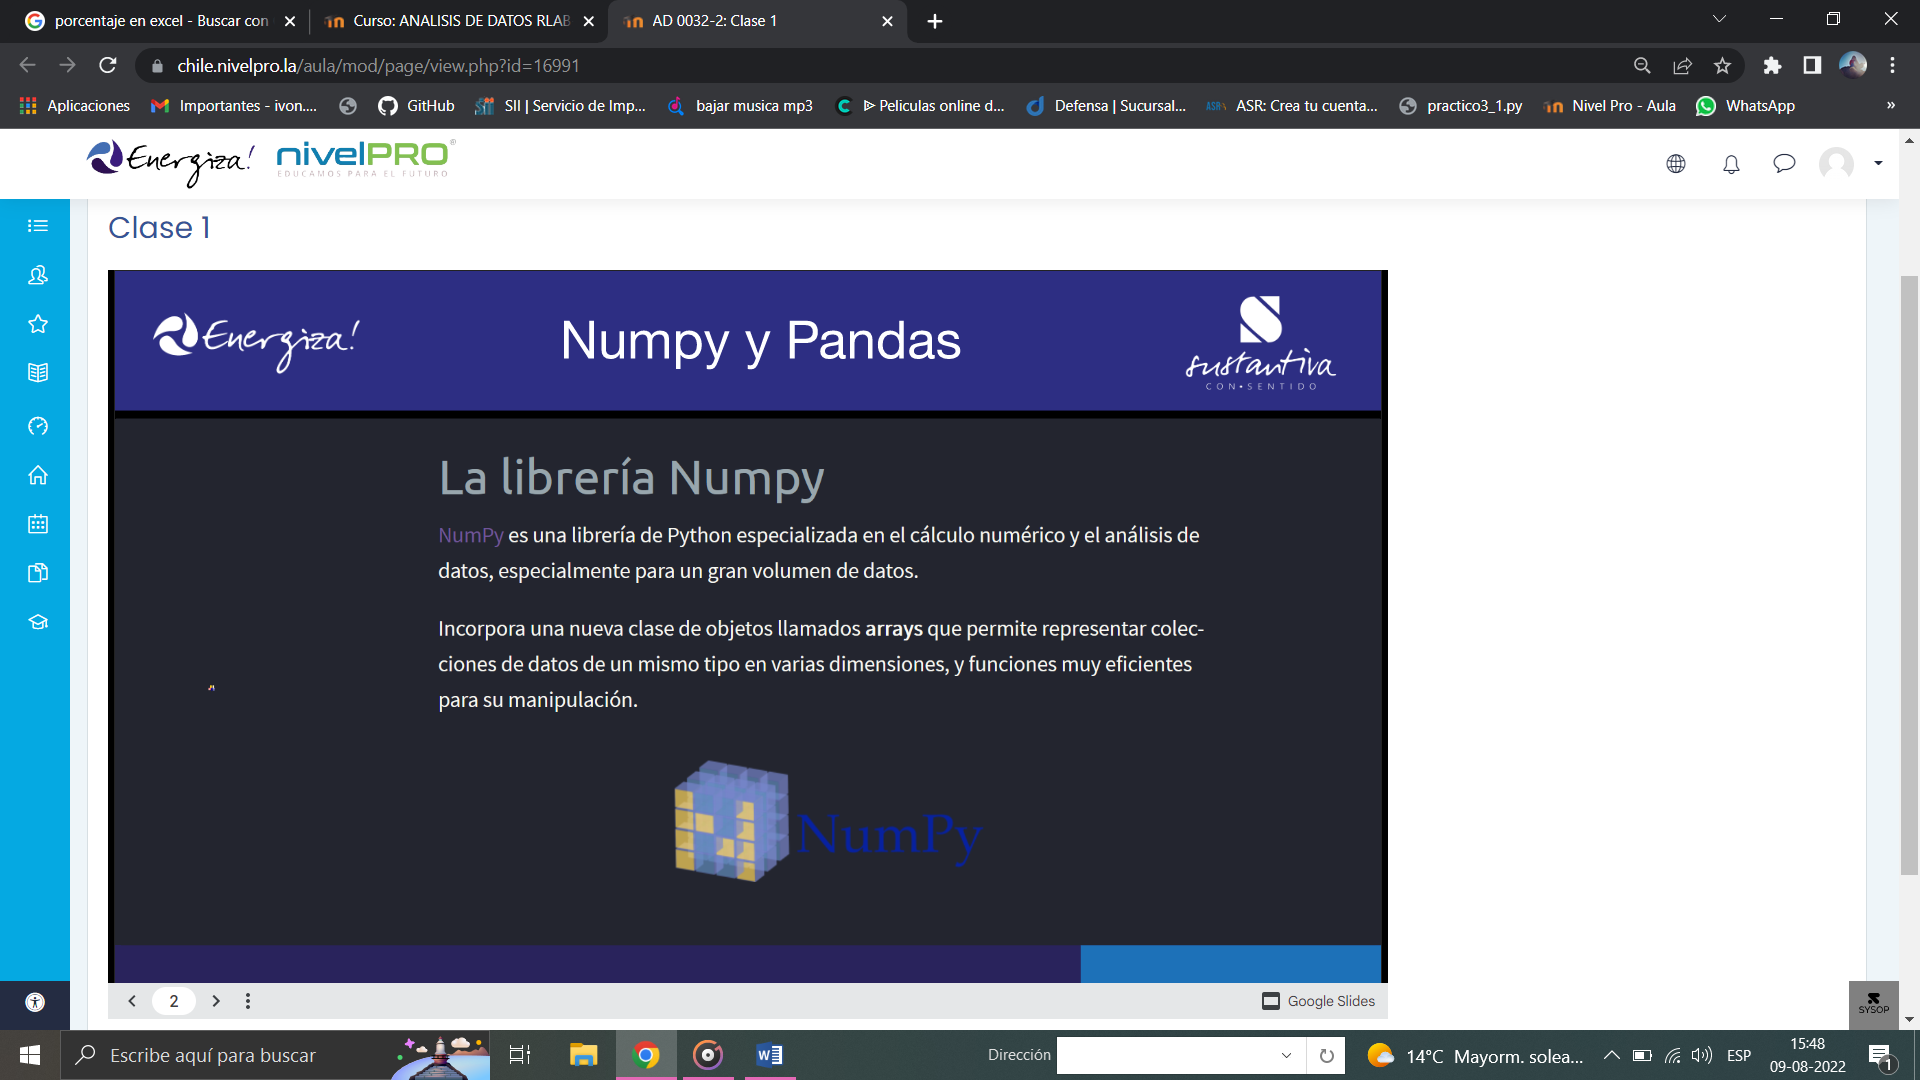 porcentaje en excel - Buscar con
Curso: ANALISIS DE DATOS RLAB
AD 0032-2: Clase 1
chile.nivelpro.la/aula/mod/page/view.php?id=16991
Aplicaciones
Importantes - ivon....
GitHub
SII | Servicio de Imp...
bajar musica mp3
Peliculas online d...
Defensa | Sucursal...
ASR: Crea tu cuenta...
practico3_1.py
Nivel Pro - Aula
WhatsApp
»
Energiza!
nivelPRO
EDUCAMOS PARA EL FUTURO
Clase 1
Energiza!
Numpy y Pandas
sustantiva
CON•SENTIDO
La librería Numpy
NumPy es una librería de Python especializada en el cálculo numérico y el análisis de
datos, especialmente para un gran volumen de datos.
Incorpora una nueva clase de objetos llamados arrays que permite representar colec-
ciones de datos de un mismo tipo en varias dimensiones, y funciones muy eficientes
para su manipulación.
NumPy
2
Google Slides
SYSOP
Escribe aquí para buscar
Dirección
14°C Mayorm. solea...
ESP
15:48
09-08-2022
1